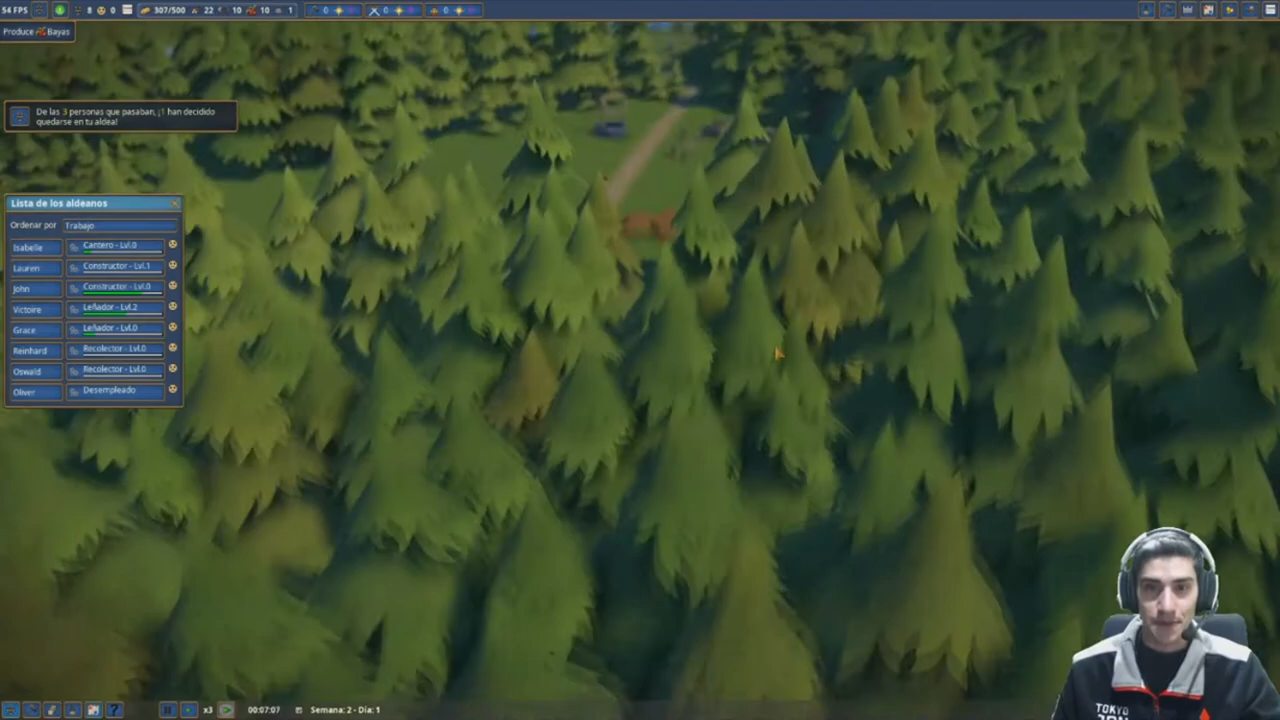 54 FPS 8 0 307/500 22 10 10 1 0 0 0
Produce Bayas
De las 3 personas que pasaban, ¡1 han decidido
quedarse en tu aldea!
Lista de los aldeanos
Ordenar por Trabajo
Isabelle Cantero - Lvl.0
Lauren Constructor - Lvl.1
John Constructor - Lvl.0
Victoire Leñador - Lvl.2
Grace Leñador - Lvl.0
Reinhard Recolector - Lvl.0
Oswald Recolector - Lvl.0
Oliver Desempleado
TOKYO
x3 00:07:07 Semana: 2 - Día: 1